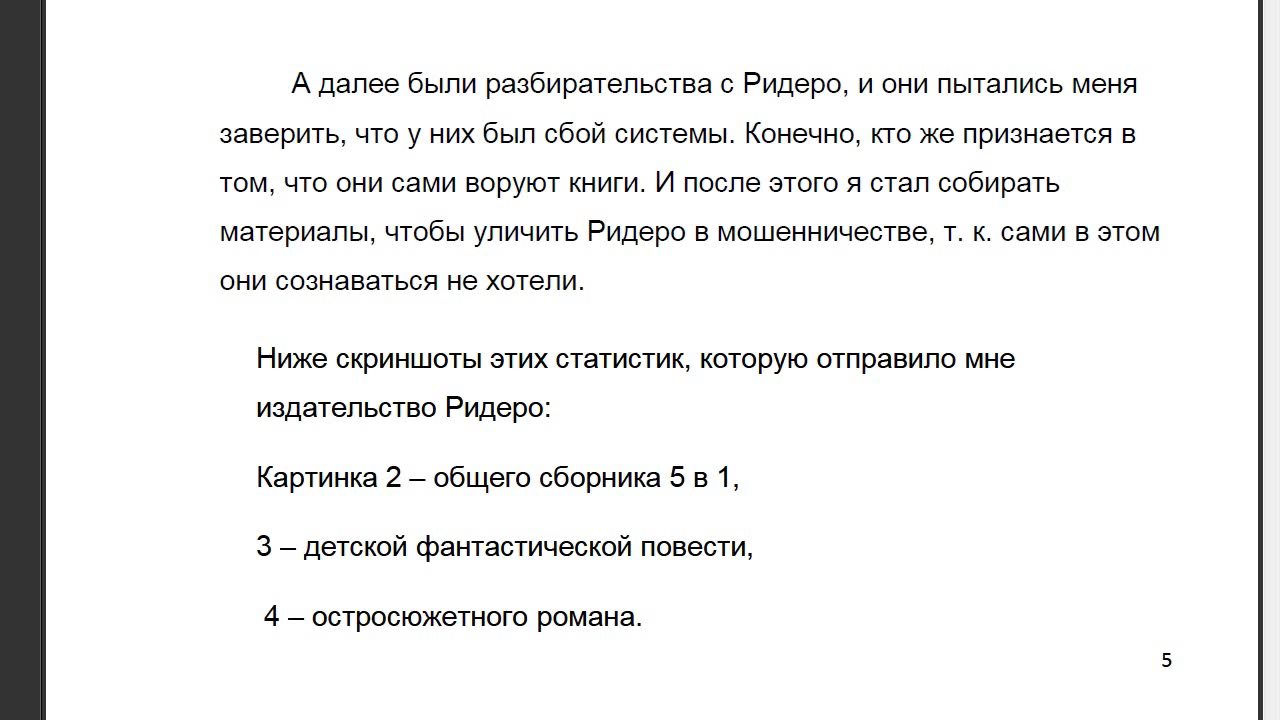 А далее были разбирательства с Ридеро, и они пытались меня
заверить, что у них был сбой системы. Конечно, кто же признается в
том, что они сами воруют книги. И после этого я стал собирать
материалы, чтобы уличить Ридеро в мошенничестве, т. к. сами в этом
они сознаваться не хотели.
Ниже скриншоты этих статистик, которую отправило мне
издательство Ридеро:
Картинка 2 – общего сборника 5 в 1,
3 – детской фантастической повести,
4 – остросюжетного романа.
5